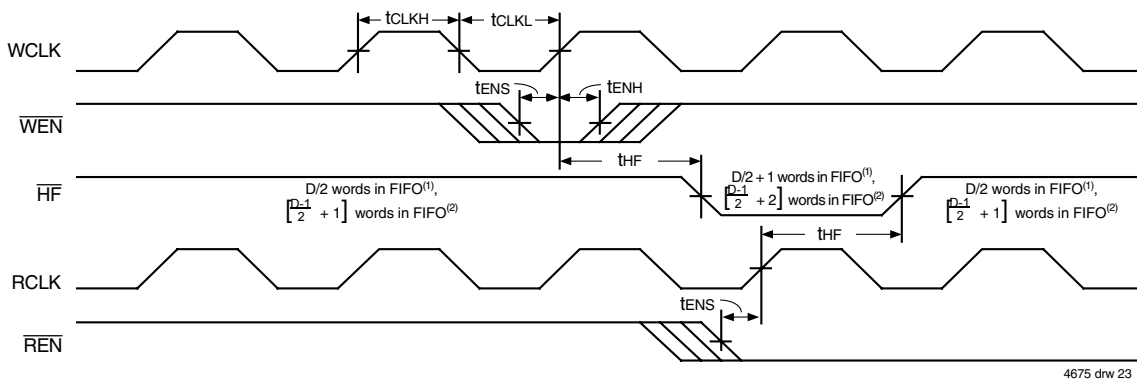 tCLKH
tCLKL
WCLK
tENS
tENH
WEN
tHF
HF
D/2 words in FIFO(1),
[D-1/2 + 1] words in FIFO(2)
D/2 + 1 words in FIFO(1),
[D-1/2 + 2] words in FIFO(2)
D/2 words in FIFO(1),
[D-1/2 + 1] words in FIFO(2)
tHF
RCLK
tENS
REN
4675 drw 23